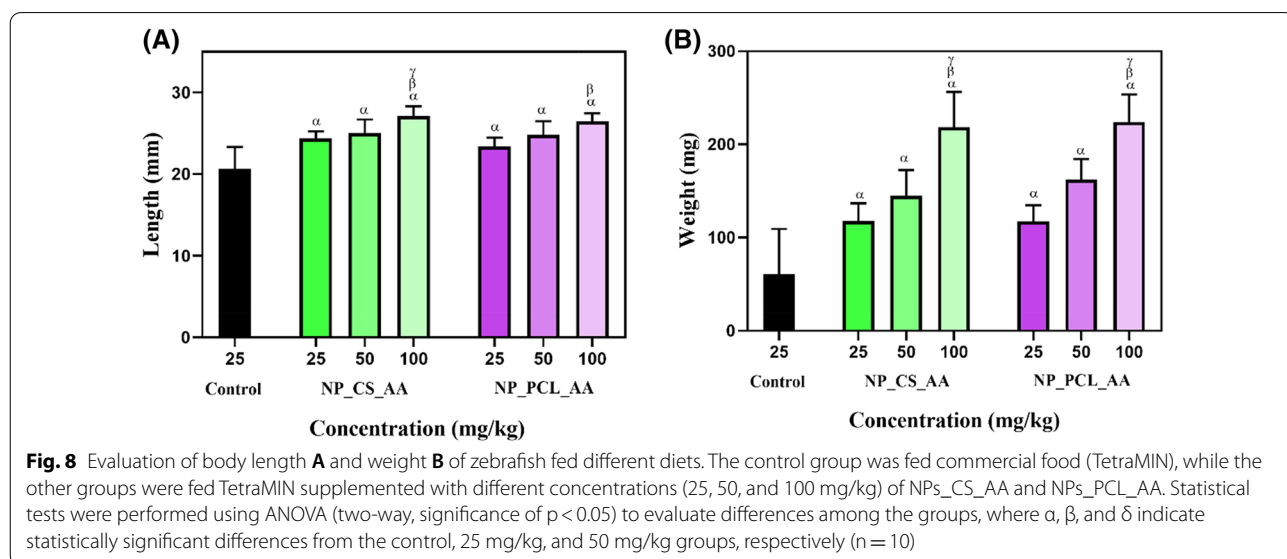 (A)
Length (mm)
30
20
10
0
α
α
γ
β
α
α
α
β
α
25
25
50
100
25
50
100
Control
NP_CS_AA
NP_PCL_AA
Concentration (mg/kg)
(B)
Weight (mg)
300
200
100
0
α
α
γ
β
α
α
α
γ
β
α
25
25
50
100
25
50
100
Control
NP_CS_AA
NP_PCL_AA
Concentration (mg/kg)
Fig. 8 Evaluation of body length A and weight B of zebrafish fed different diets. The control group was fed commercial food (TetraMIN), while the
other groups were fed TetraMIN supplemented with different concentrations (25, 50, and 100 mg/kg) of NPs_CS_AA and NPs_PCL_AA. Statistical
tests were performed using ANOVA (two-way, significance of p < 0.05) to evaluate differences among the groups, where α, β, and δ indicate
statistically significant differences from the control, 25 mg/kg, and 50 mg/kg groups, respectively (n = 10)